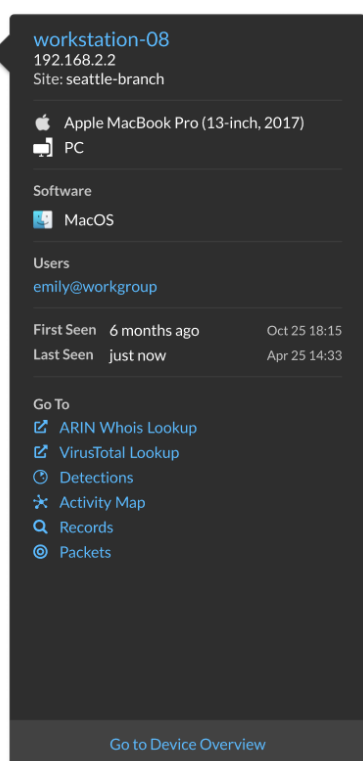 workstation-08
192.168.2.2
Site: seattle-branch
Apple MacBook Pro (13-inch, 2017)
PC
Software
MacOS
Users
emily@workgroup
First Seen 6 months ago Oct 25 18:15
Last Seen just now Apr 25 14:33
Go To
ARIN Whois Lookup
VirusTotal Lookup
Detections
Activity Map
Records
Packets
Go to Device Overview